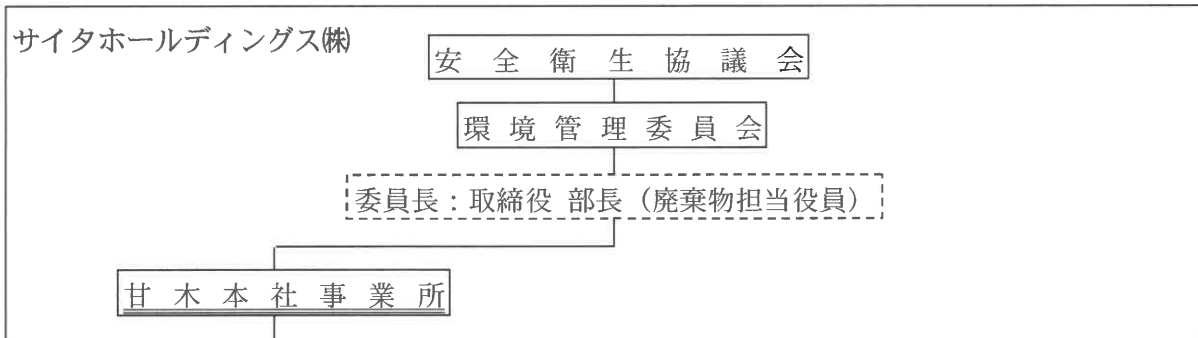 サイタホールディングス㈱
安全衛生協議会
環境管理委員会
委員長：取締役 部長（廃棄物担当役員）
甘木本社事業所